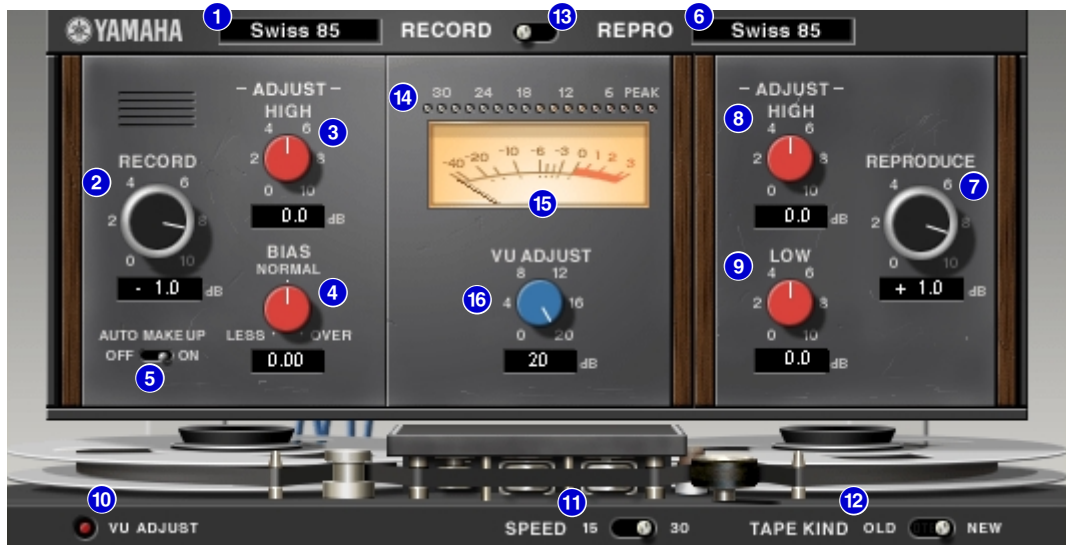 1 6 13
YAMAHA Swiss 85 RECORD REPRO Swiss 85
14 30 24 18 12 6 PEAK
- ADJUST -
HIGH
3
4 6
2 8
0 10
0.0 dB
2
RECORD
4 6
2 8
0 10
- 1.0 dB
BIAS
NORMAL
4
LESS OVER
0.00
AUTO MAKE UP
OFF ON
5
-40 -20 -10 -6 -3 0 1 2 3
15
VU ADJUST
16
8 12
4 16
0 20
20 dB
- ADJUST -
8 HIGH
4 6
2 8
0 10
0.0 dB
9 LOW
4 6
2 8
0 10
0.0 dB
REPRODUCE
7
4 6
2 8
0 10
+ 1.0 dB
10 11 12
VU ADJUST SPEED 15 30 TAPE KIND OLD NEW